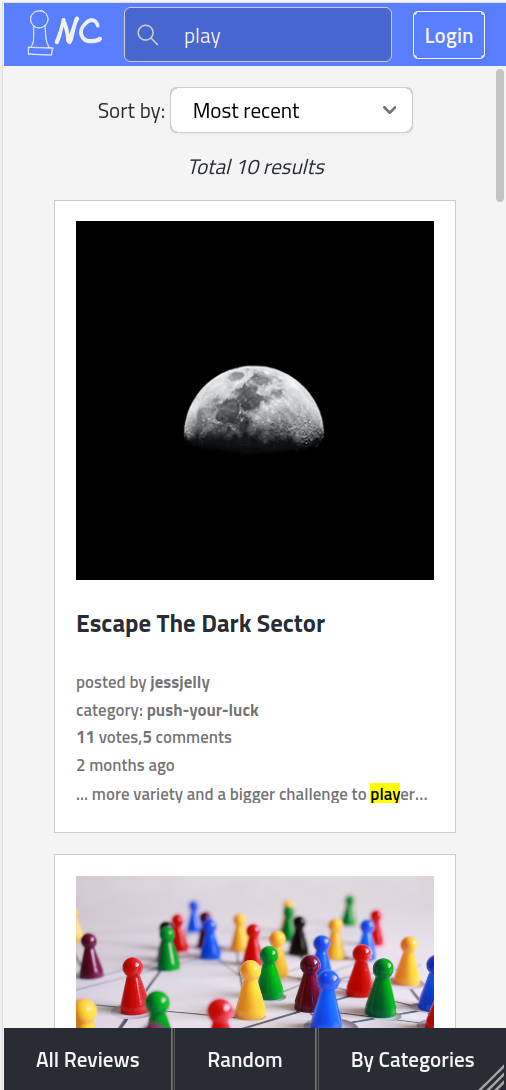 NC
play
Login
Sort by: Most recent
Total 10 results
Escape The Dark Sector
posted by jessjelly
category: push-your-luck
11 votes,5 comments
2 months ago
... more variety and a bigger challenge to player...
All Reviews
Random
By Categories